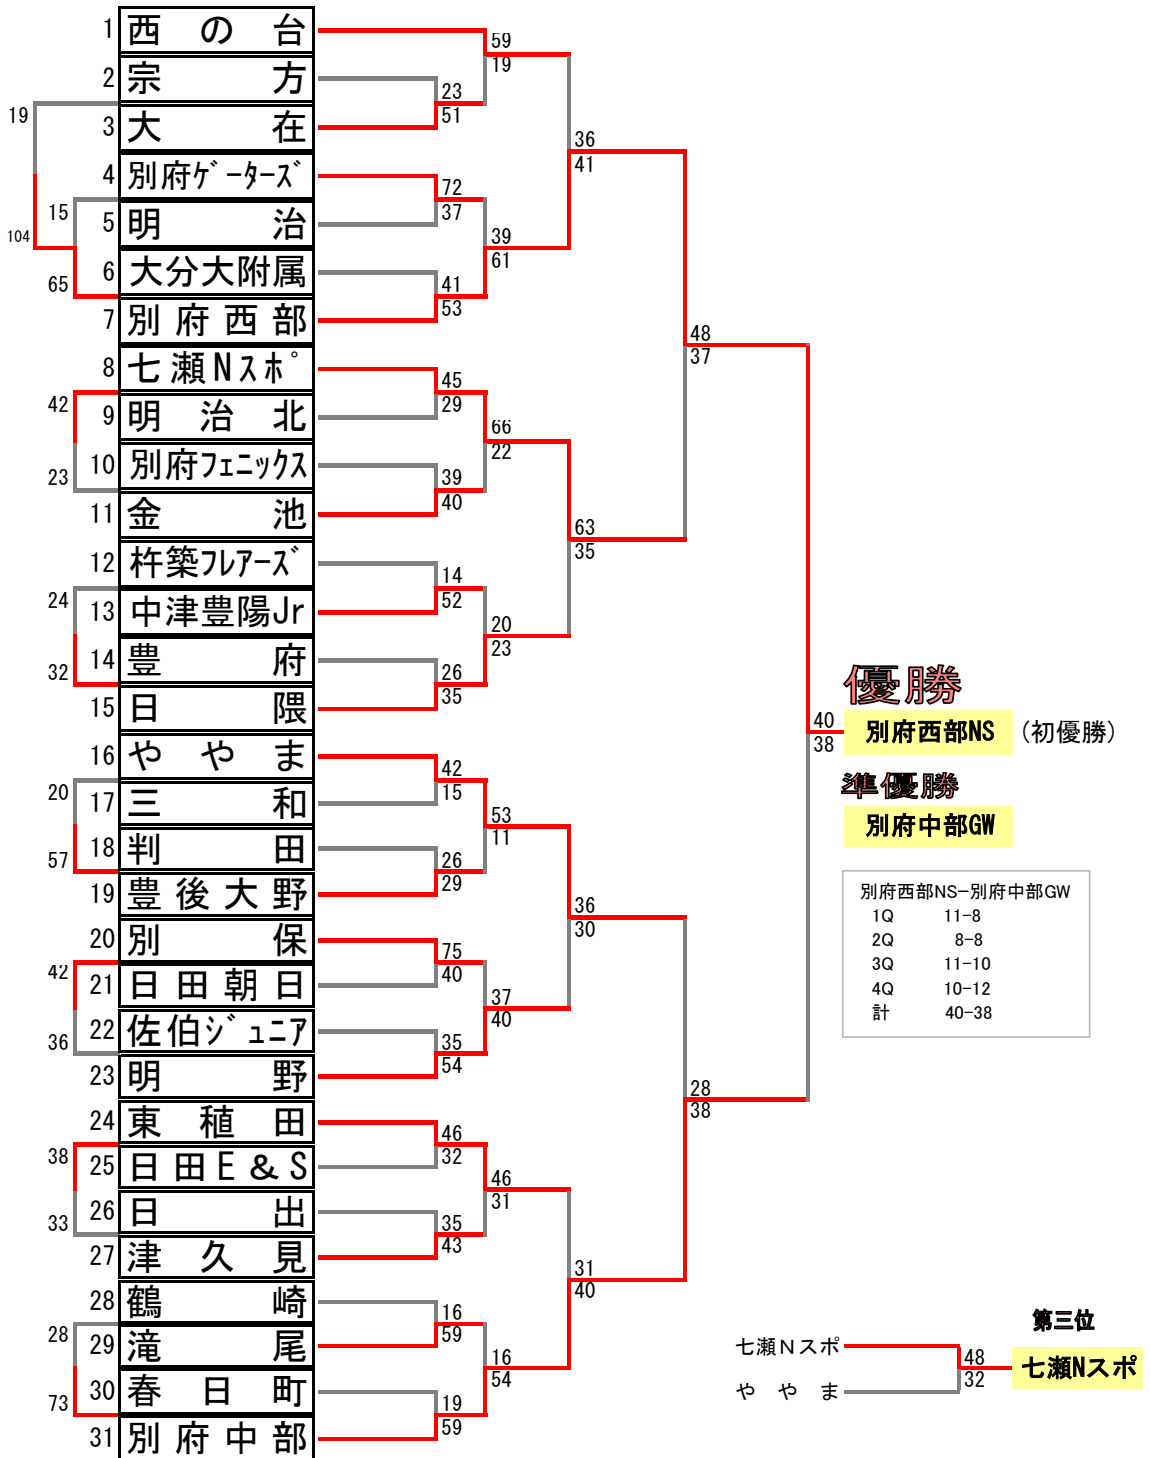 1 西の台
2 宗方
3 大在
4 別府ｹﾞｰﾀｰｽﾞ
5 明治
6 大分大附属
7 別府西部
8 七瀬Nｽﾎﾟ
9 明治北
10 別府ﾌｪﾆｯｸｽ
11 金池
12 杵築ﾌﾚｱｰｽﾞ
13 中津豊陽Jr
14 豊府
15 日隈
16 ややま
17 三和
18 判田
19 豊後大野
20 別保
21 日田朝日
22 佐伯ｼﾞｭﾆｱ
23 明野
24 東稙田
25 日田E＆S
26 日出
27 津久見
28 鶴崎
29 滝尾
30 春日町
31 別府中部
19
104
15
65
42
23
24
32
20
57
42
36
38
33
28
73
23
51
72
37
41
53
45
29
39
40
14
52
26
35
42
15
26
29
75
40
35
54
46
32
35
43
16
59
19
59
59
19
39
61
66
22
20
23
53
11
37
40
46
31
16
54
36
41
63
35
36
30
31
40
48
37
28
38
40
38
優勝
別府西部NS （初優勝）
準優勝
別府中部GW
別府西部NS−別府中部GW
1Q 11−8
2Q 8−8
3Q 11−10
4Q 10−12
計 40−38
第三位
七瀬Ｎスポ
ややま
48
32
七瀬Nスポ